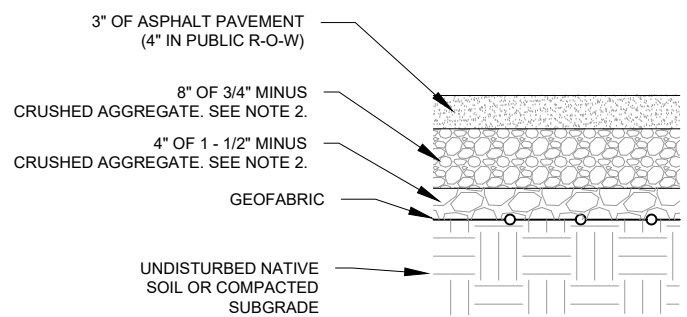 3" OF ASPHALT PAVEMENT
(4" IN PUBLIC R-O-W)
8" OF 3/4" MINUS
CRUSHED AGGREGATE. SEE NOTE 2.
4" OF 1 - 1/2" MINUS
CRUSHED AGGREGATE. SEE NOTE 2.
GEOFABRIC
UNDISTURBED NATIVE
SOIL OR COMPACTED
SUBGRADE